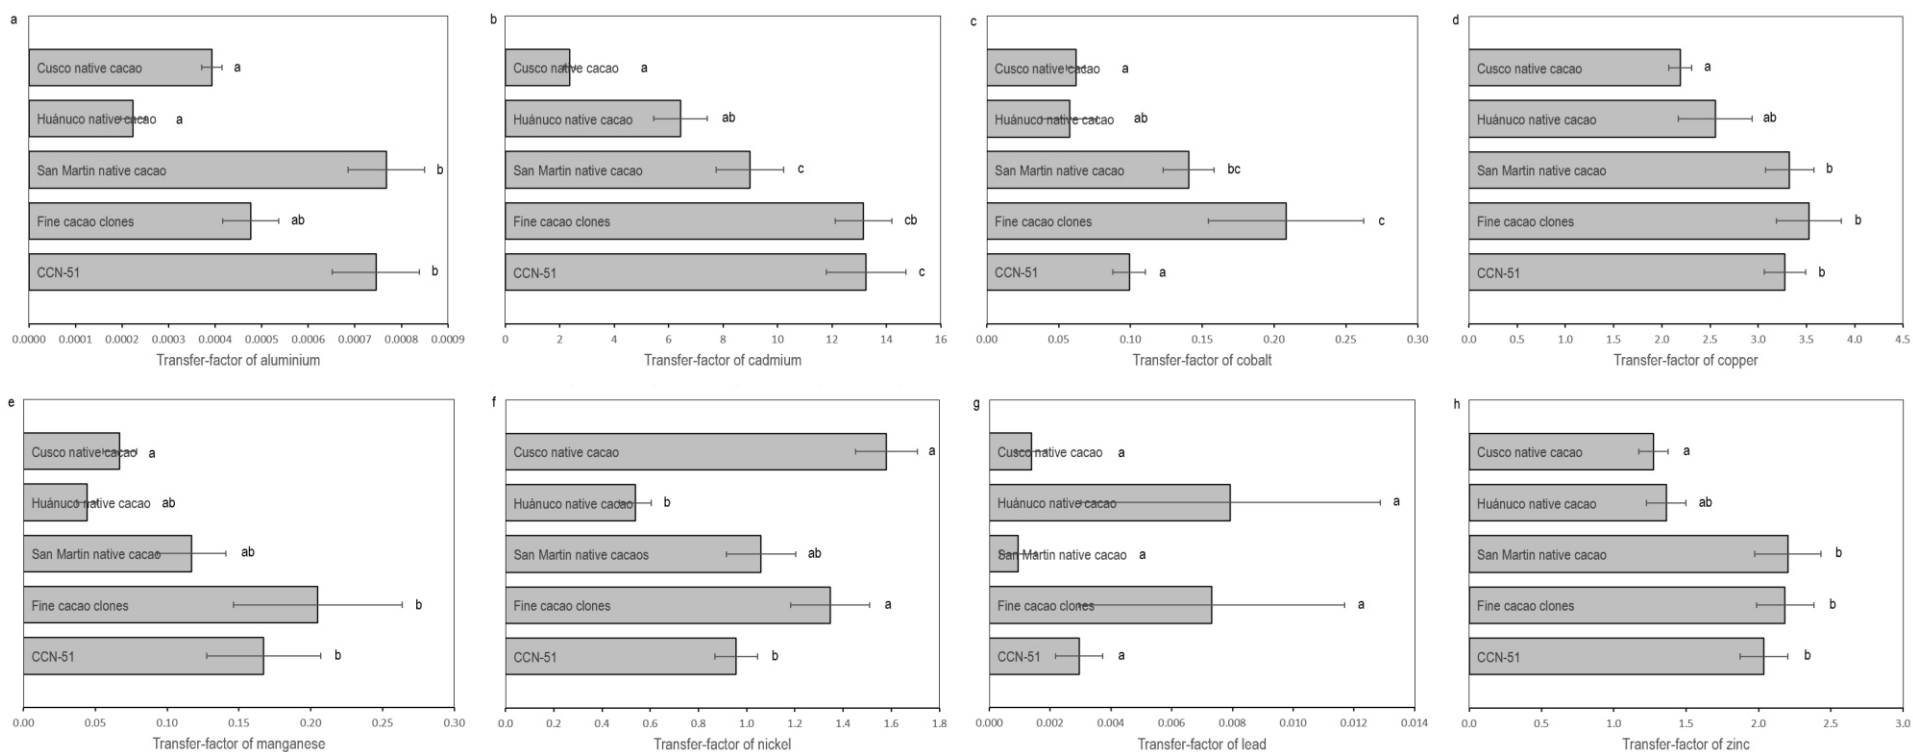 a
Cusco native cacao a
Huánuco native cacao a
San Martin native cacao b
Fine cacao clones ab
CCN-51 b
0.0000 0.0001 0.0002 0.0003 0.0004 0.0005 0.0006 0.0007 0.0008 0.0009
Transfer-factor of aluminium
b
Cusco native cacao a
Huánuco native cacao ab
San Martin native cacao c
Fine cacao clones cb
CCN-51 c
0 2 4 6 8 10 12 14 16
Transfer-factor of cadmium
c
Cusco native cacao a
Huánuco native cacao ab
San Martin native cacao bc
Fine cacao clones c
CCN-51 a
0.00 0.05 0.10 0.15 0.20 0.25 0.30
Transfer-factor of cobalt
d
Cusco native cacao a
Huánuco native cacao ab
San Martin native cacao b
Fine cacao clones b
CCN-51 b
0.0 0.5 1.0 1.5 2.0 2.5 3.0 3.5 4.0 4.5
Transfer-factor of copper
e
Cusco native cacao a
Huánuco native cacao ab
San Martin native cacao ab
Fine cacao clones b
CCN-51 b
0.00 0.05 0.10 0.15 0.20 0.25 0.30
Transfer-factor of manganese
f
Cusco native cacao a
Huánuco native cacao b
San Martin native cacaos ab
Fine cacao clones a
CCN-51 b
0.0 0.2 0.4 0.6 0.8 1.0 1.2 1.4 1.6 1.8
Transfer-factor of nickel
g
Cusco native cacao a
Huánuco native cacao a
San Martin native cacao a
Fine cacao clones a
CCN-51 a
0.000 0.002 0.004 0.006 0.008 0.010 0.012 0.014
Transfer-factor of lead
h
Cusco native cacao a
Huánuco native cacao ab
San Martin native cacao b
Fine cacao clones b
CCN-51 b
0.0 0.5 1.0 1.5 2.0 2.5 3.0
Transfer-factor of zinc